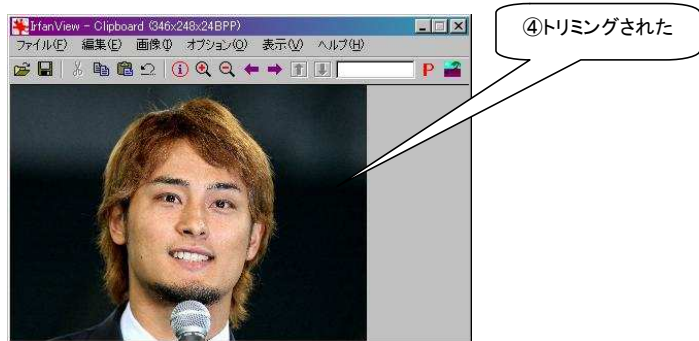 IrfanView - Clipboard (346x248x24BPP)
ファイル(F) 編集(E) 画像(I) オプション(O) 表示(V) ヘルプ(H)
P
④トリミングされた